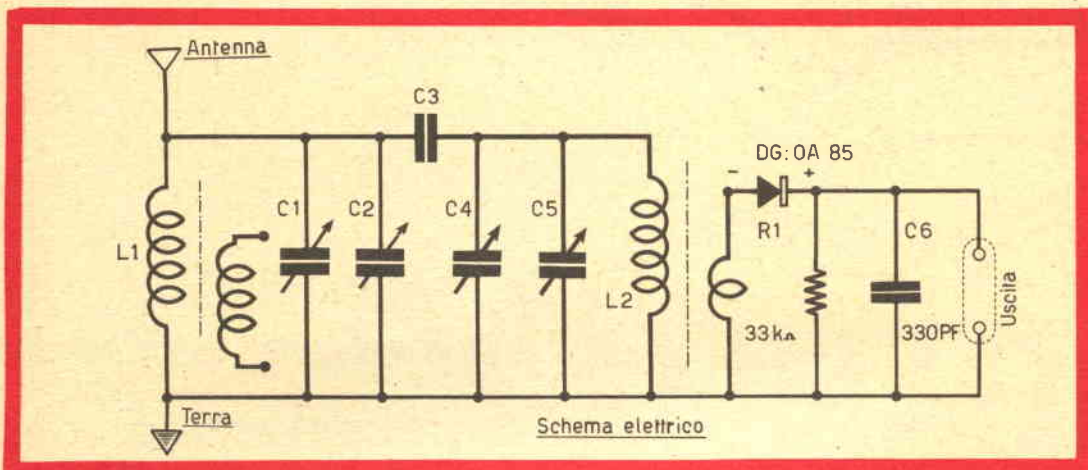 Antenna
C3
DG: OA 85
- +
C1 C2 C4 C5 R1 C6
L1 L2 Uscita
33kΩ 330PF
Terra
Schema elettrico